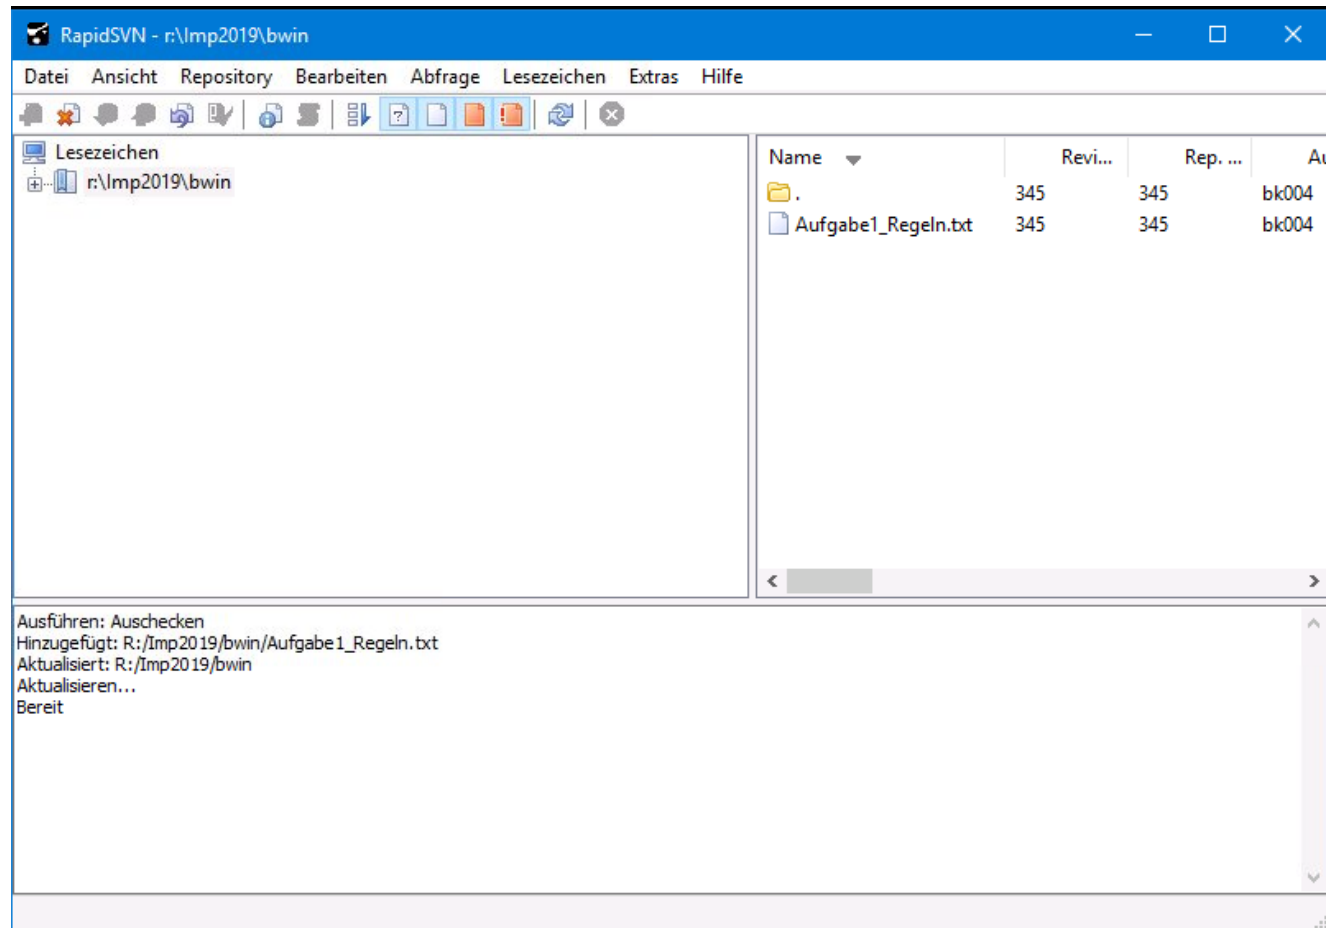 RapidSVN - r:\Imp2019\bwin
Datei Ansicht Repository Bearbeiten Abfrage Lesezeichen Extras Hilfe
Lesezeichen
r:\Imp2019\bwin
Name Revi... Rep. ... Au
. 345 345 bk004
Aufgabe1_Regeln.txt 345 345 bk004
Ausführen: Auschecken
Hinzugefügt: R:/Imp2019/bwin/Aufgabe1_Regeln.txt
Aktualisiert: R:/Imp2019/bwin
Aktualisieren...
Bereit